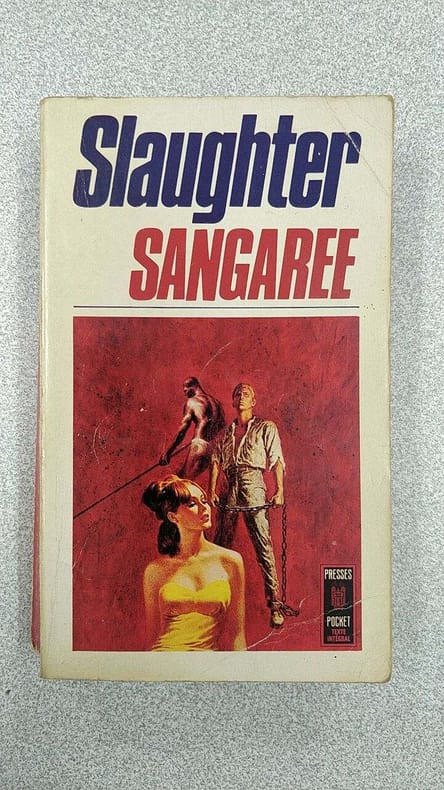 Slaughter
SANGAREE
PRESSES
POCKET
TEXTE
INTÉGRAL